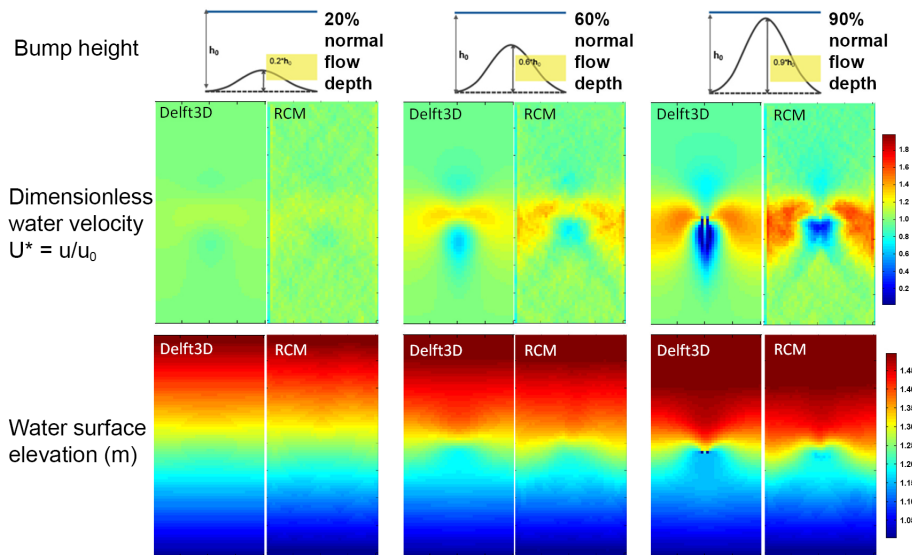 Bump height
h₀
0.2*h₀
20%
normal
flow
depth
h₀
0.6*h₀
60%
normal
flow
depth
h₀
0.9*h₀
90%
normal
flow
depth
Dimensionless
water velocity
U* = u/u₀
Delft3D
RCM
Delft3D
RCM
Delft3D
RCM
1.8
1.6
1.4
1.2
1.0
0.8
0.6
0.4
0.2
Water surface
elevation (m)
Delft3D
RCM
Delft3D
RCM
Delft3D
RCM
1.40
1.35
1.30
1.25
1.20
1.15
1.10